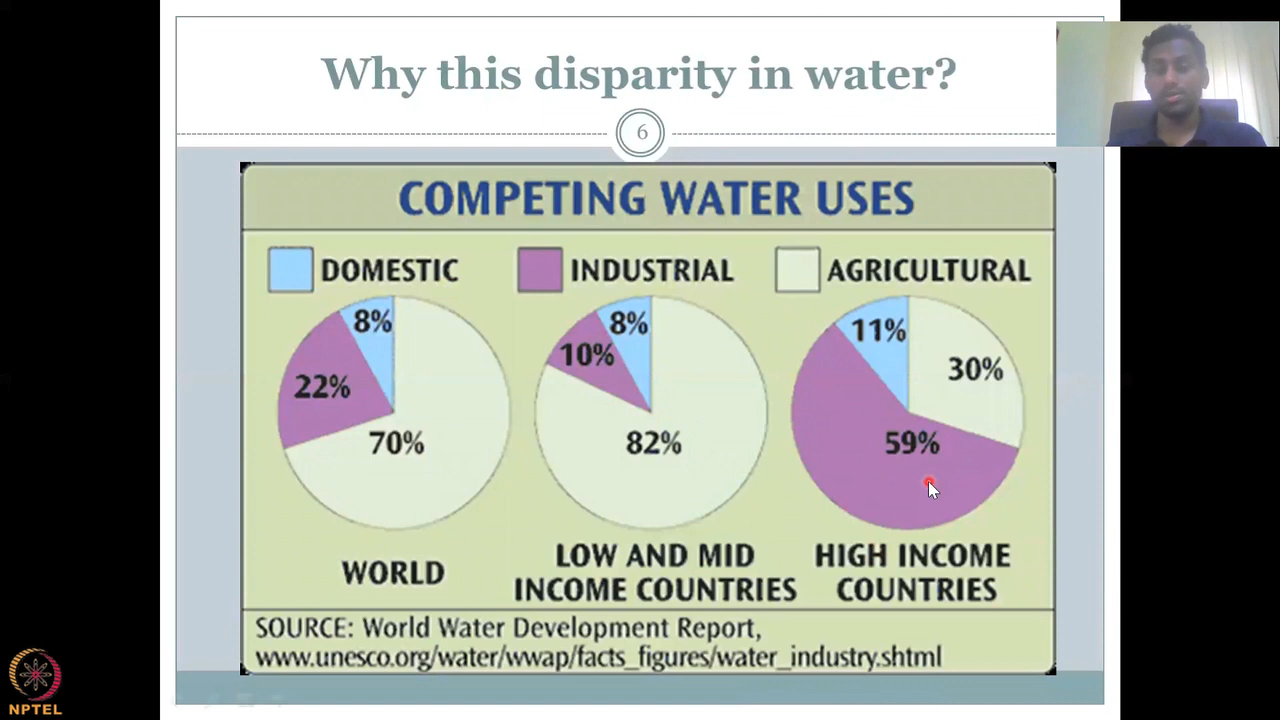 Why this disparity in water?
6
COMPETING WATER USES
DOMESTIC INDUSTRIAL AGRICULTURAL
8%
22%
70%
8%
10%
82%
11%
30%
59%
WORLD
LOW AND MID
INCOME COUNTRIES
HIGH INCOME
COUNTRIES
SOURCE: World Water Development Report,
www.unesco.org/water/wwap/facts_figures/water_industry.shtml
NPTEL